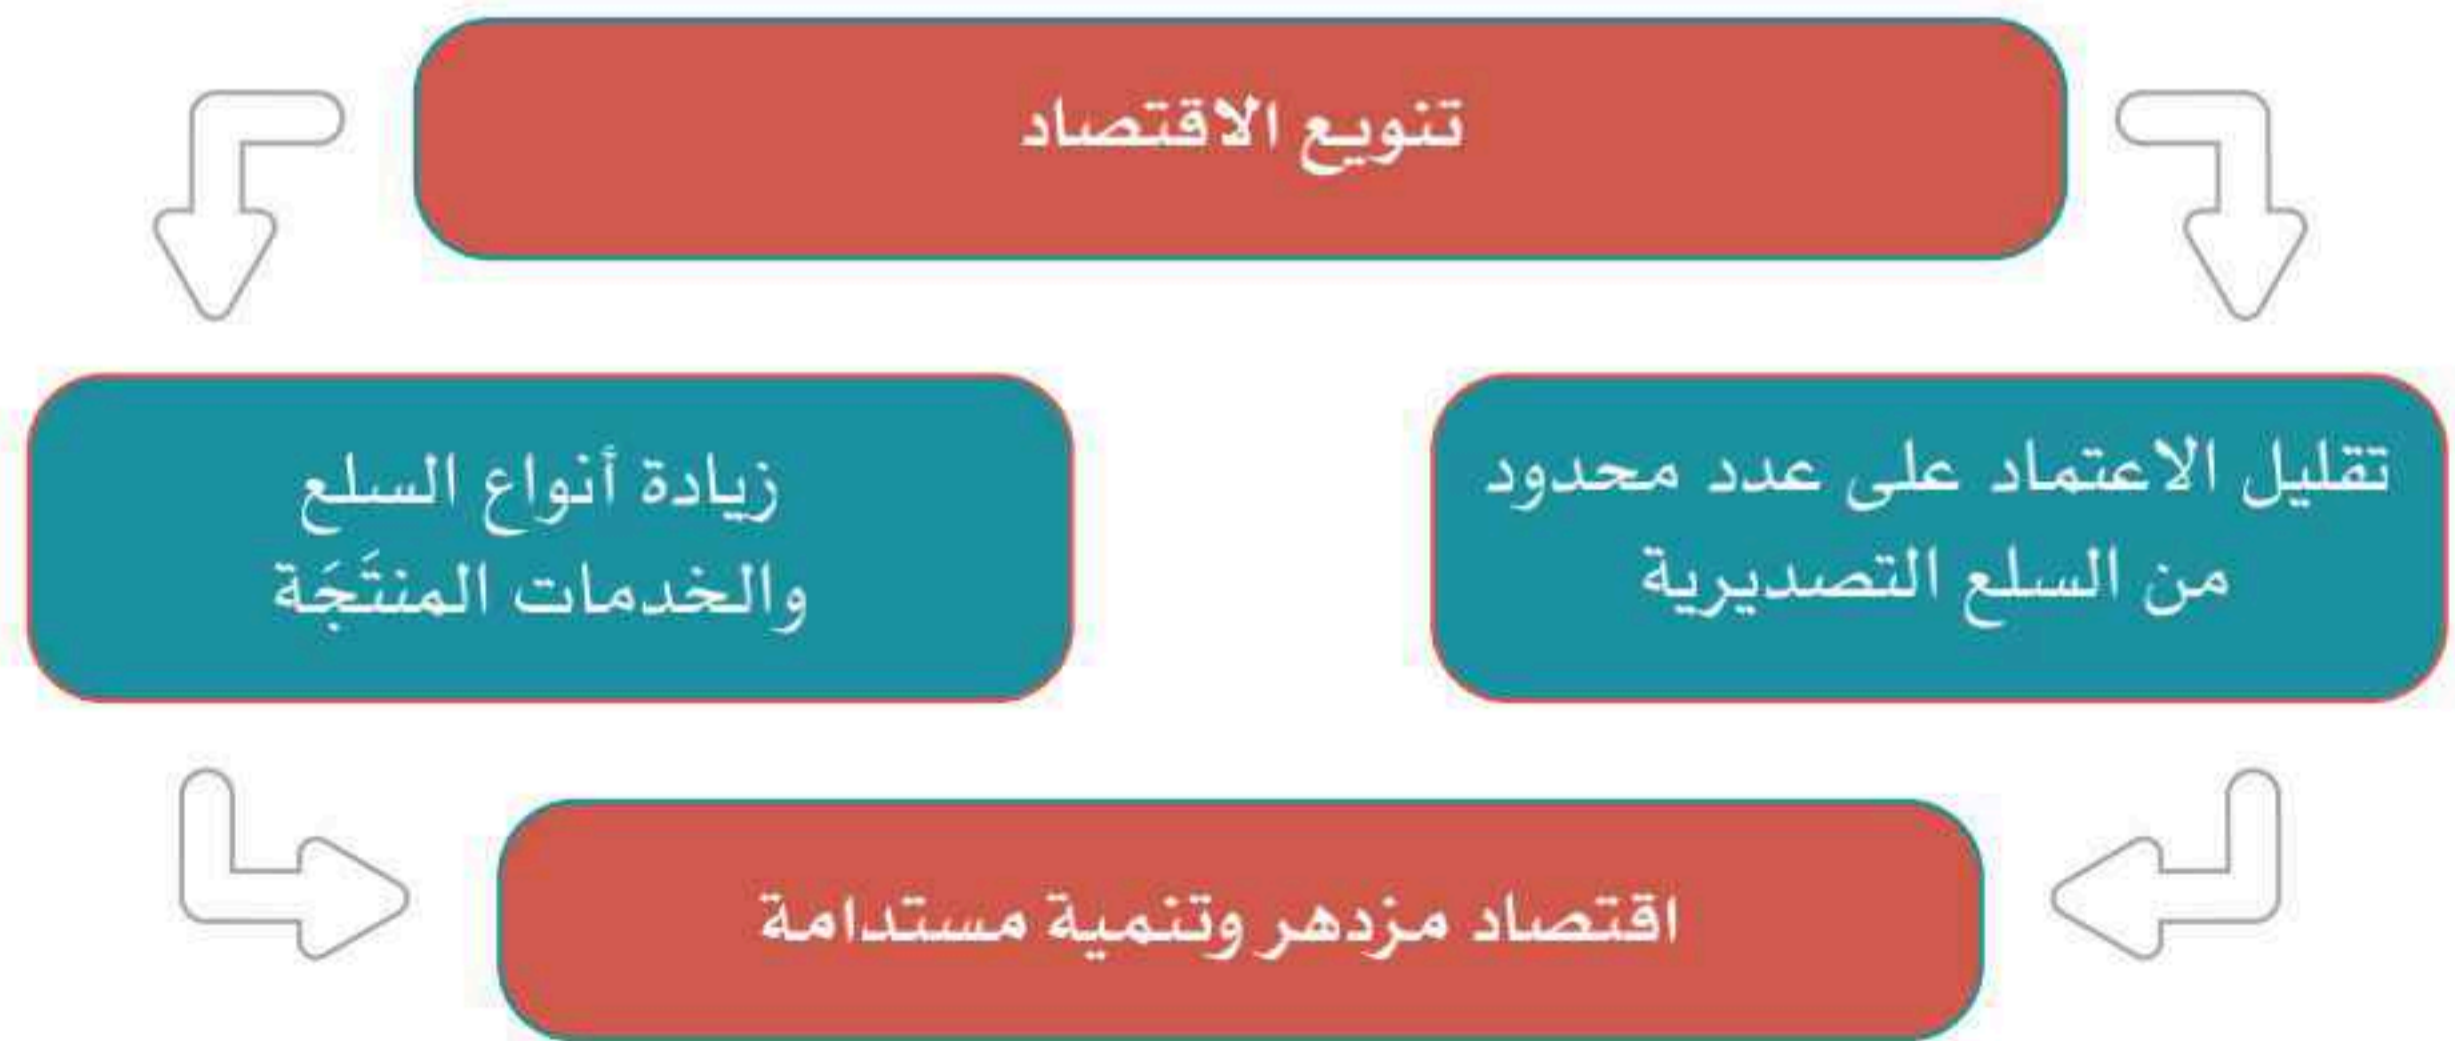 تنويع الاقتصاد
تقليل الاعتماد على عدد محدود
من السلع التصديرية
زيادة أنواع السلع
والخدمات المنتَجَة
اقتصاد مزدهر وتنمية مستدامة